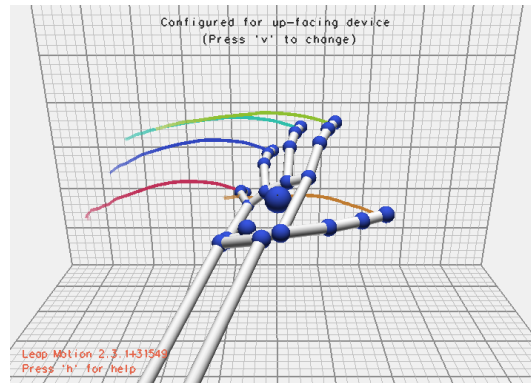 Configured for up-facing device
(Press 'v' to change)
Leap Motion 2.3.1+31549
Press 'h' for help